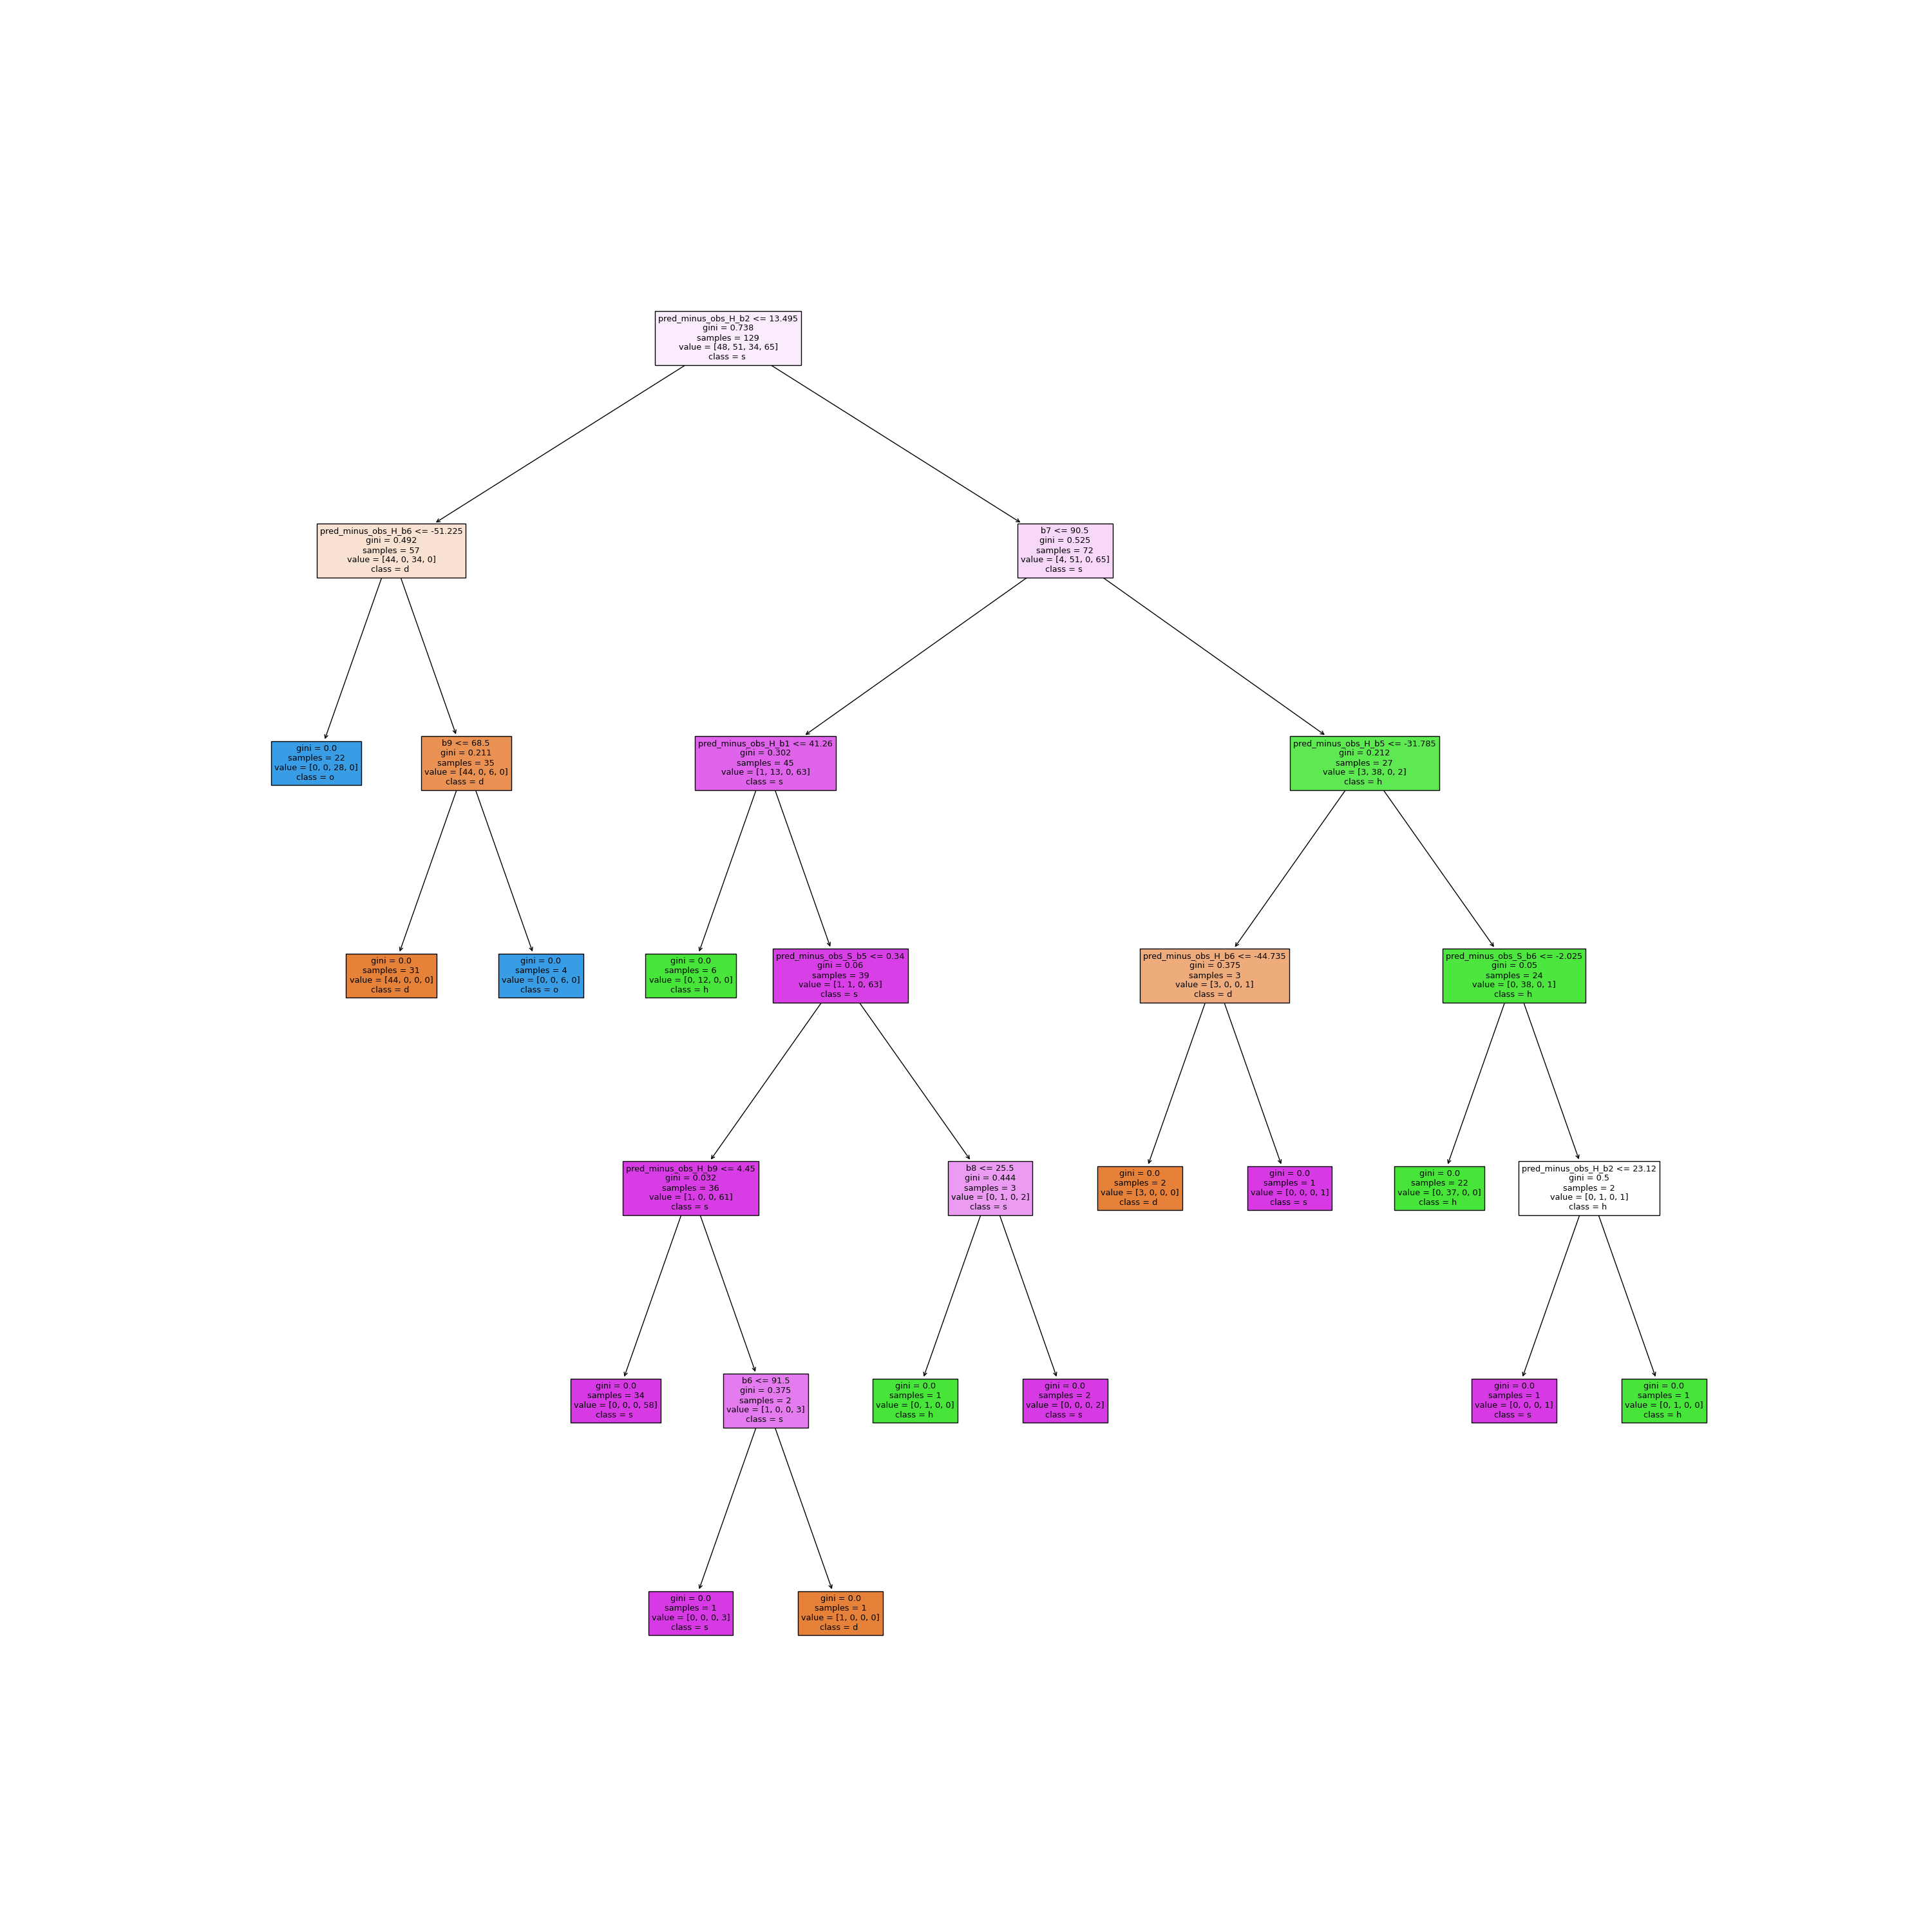 pred_minus_obs_H_b2 <= 13.495
gini = 0.738
samples = 129
value = [48, 51, 34, 65]
class = s
pred_minus_obs_H_b6 <= -51.225
gini = 0.492
samples = 57
value = [44, 0, 34, 0]
class = d
b7 <= 90.5
gini = 0.525
samples = 72
value = [4, 51, 0, 65]
class = s
gini = 0.0
samples = 22
value = [0, 0, 28, 0]
class = o
b9 <= 68.5
gini = 0.211
samples = 35
value = [44, 0, 6, 0]
class = d
pred_minus_obs_H_b1 <= 41.26
gini = 0.302
samples = 45
value = [1, 13, 0, 63]
class = s
pred_minus_obs_H_b5 <= -31.785
gini = 0.212
samples = 27
value = [3, 38, 0, 2]
class = h
gini = 0.0
samples = 31
value = [44, 0, 0, 0]
class = d
gini = 0.0
samples = 4
value = [0, 0, 6, 0]
class = o
gini = 0.0
samples = 6
value = [0, 12, 0, 0]
class = h
pred_minus_obs_S_b5 <= 0.34
gini = 0.06
samples = 39
value = [1, 1, 0, 63]
class = s
pred_minus_obs_H_b6 <= -44.735
gini = 0.375
samples = 3
value = [3, 0, 0, 1]
class = d
pred_minus_obs_S_b6 <= -2.025
gini = 0.05
samples = 24
value = [0, 38, 0, 1]
class = h
pred_minus_obs_H_b9 <= 4.45
gini = 0.032
samples = 36
value = [1, 0, 0, 61]
class = s
b8 <= 25.5
gini = 0.444
samples = 3
value = [0, 1, 0, 2]
class = s
gini = 0.0
samples = 2
value = [3, 0, 0, 0]
class = d
gini = 0.0
samples = 1
value = [0, 0, 0, 1]
class = s
gini = 0.0
samples = 22
value = [0, 37, 0, 0]
class = h
pred_minus_obs_H_b2 <= 23.12
gini = 0.5
samples = 2
value = [0, 1, 0, 1]
class = h
gini = 0.0
samples = 34
value = [0, 0, 0, 58]
class = s
b6 <= 91.5
gini = 0.375
samples = 2
value = [1, 0, 0, 3]
class = s
gini = 0.0
samples = 1
value = [0, 1, 0, 0]
class = h
gini = 0.0
samples = 2
value = [0, 0, 0, 2]
class = s
gini = 0.0
samples = 1
value = [0, 0, 0, 1]
class = s
gini = 0.0
samples = 1
value = [0, 1, 0, 0]
class = h
gini = 0.0
samples = 1
value = [0, 0, 0, 3]
class = s
gini = 0.0
samples = 1
value = [1, 0, 0, 0]
class = d